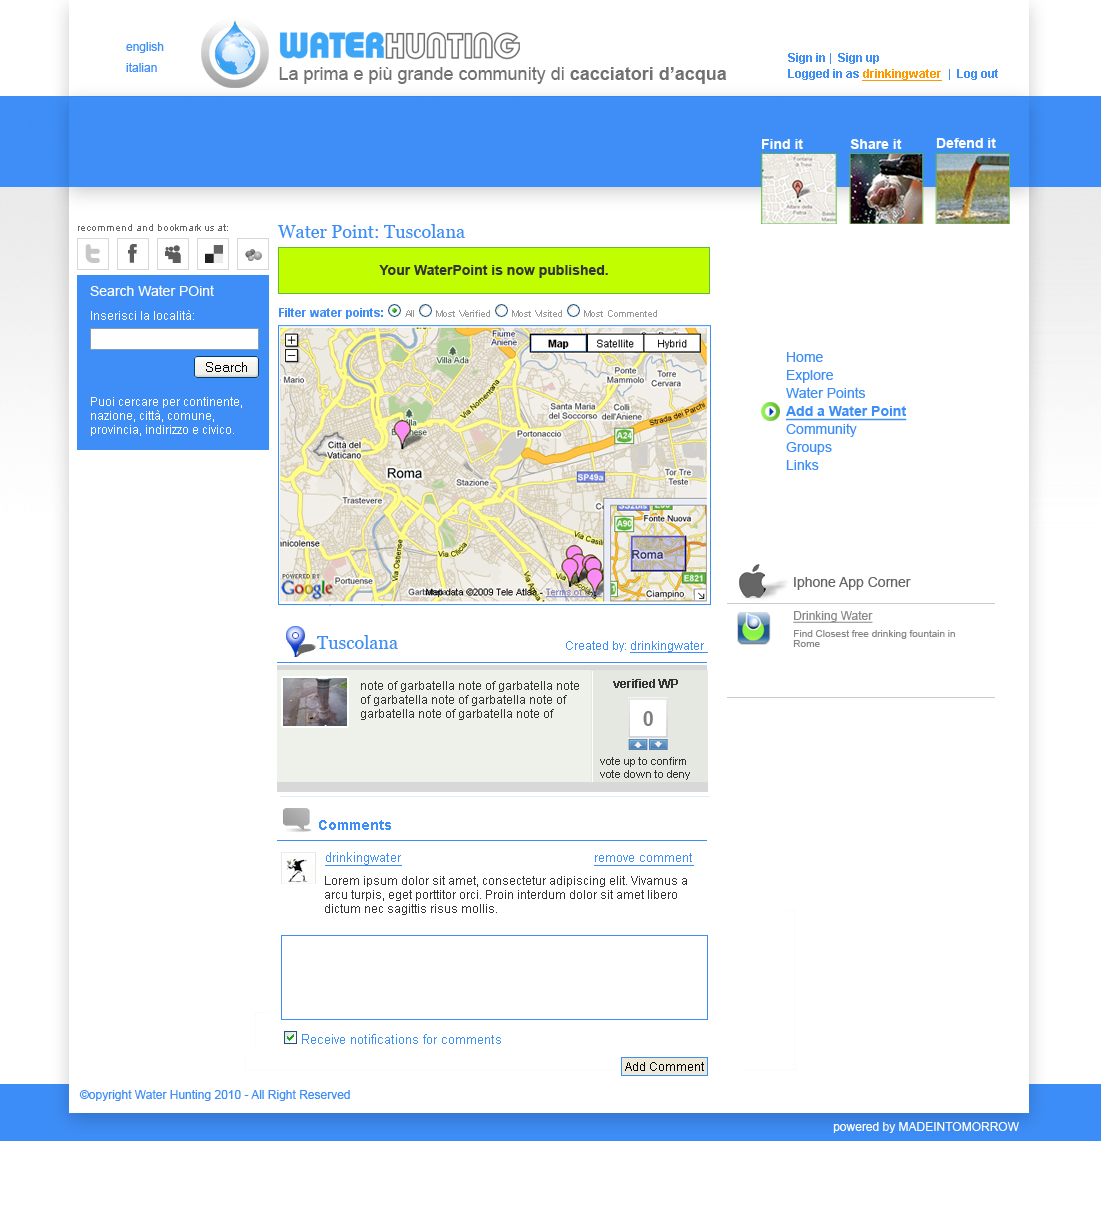 english
italian
WATERHUNTING
La prima e più grande community di cacciatori d'acqua
Sign in | Sign up
Logged in as drinkingwater | Log out
Find it
Share it
Defend it
recommend and bookmark us at:
Search Water POint
Inserisci la località:
Search
Puoi cercare per continente,
nazione, città, comune,
provincia, indirizzo e civico.
Water Point: Tuscolana
Your WaterPoint is now published.
Filter water points: All Most Verified Most Visited Most Commented
Map Satellite Hybrid
Fiume
Aniene
Villa Ada
Monte Mario
Ponte
Mammolo
Torre
Cervara
Via Nomentana
Santa Maria
del Soccorso
Colli
dell'Aniene
Strada dei Parchi
Portonaccio
A24
Città del
Vaticano
Roma
SP49a
Tor Tre
Teste
Stazione
Trastevere
Via Ostense
Via Cilicia
Via Casili
Portuense
POWERED BY
Google
Map data ©2009 Tele Atlas - Terms of
Fonte Nuova
A90
Roma
E821
Ciampino
Home
Explore
Water Points
Add a Water Point
Community
Groups
Links
Iphone App Corner
Drinking Water
Find Closest free drinking fountain in
Rome
Tuscolana
Created by: drinkingwater
note of garbatella note of garbatella note
of garbatella note of garbatella note of
garbatella note of garbatella note of
verified WP
0
vote up to confirm
vote down to deny
Comments
drinkingwater
remove comment
Lorem ipsum dolor sit amet, consectetur adipiscing elit. Vivamus a
arcu turpis, eget porttitor orci. Proin interdum dolor sit amet libero
dictum nec sagittis risus mollis.
Receive notifications for comments
Add Comment
©opyright Water Hunting 2010 - All Right Reserved
powered by MADEINTOMORROW